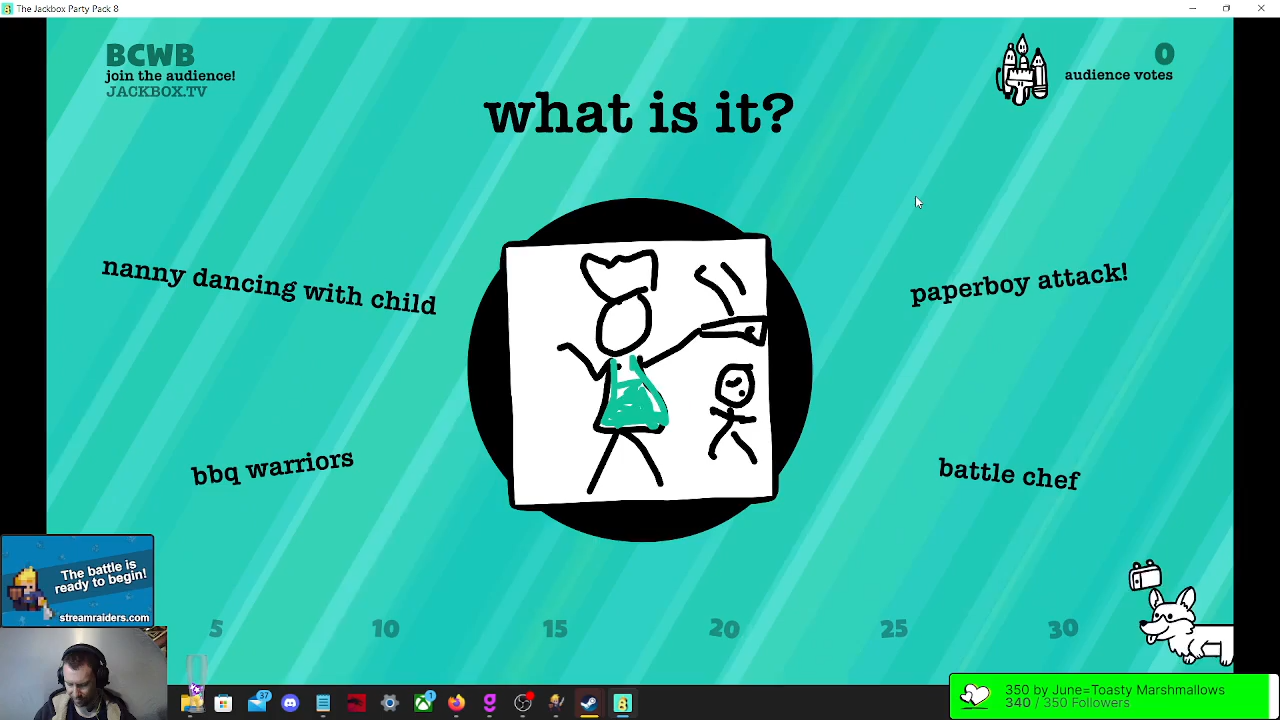 The Jackbox Party Pack 8
BCWB
join the audience!
JACKBOX.TV
0
audience votes
what is it?
nanny dancing with child
paperboy attack!
bbq warriors
battle chef
The battle is
ready to begin!
streamraiders.com
5 10 15 20 25 30
37
1
350 by June=Toasty Marshmallows
340 / 350 Followers